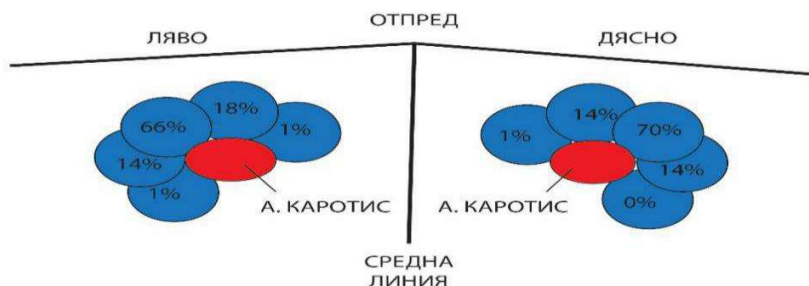 ОТПРЕД
ЛЯВО
ДЯСНО
18%
66%
1%
14%
1%
14%
1%
70%
14%
0%
А. КАРОТИС
А. КАРОТИС
СРЕДНА
ЛИНИЯ